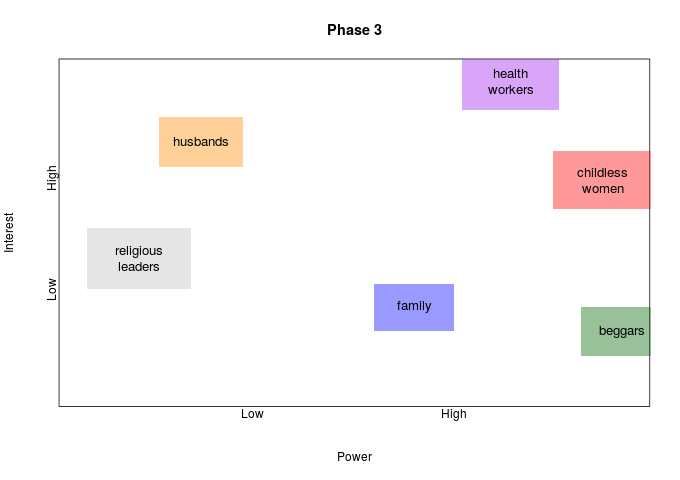 Phase 3
health
workers
husbands
childless
women
High
religious
leaders
Interest
Low
family
beggars
Low
High
Power